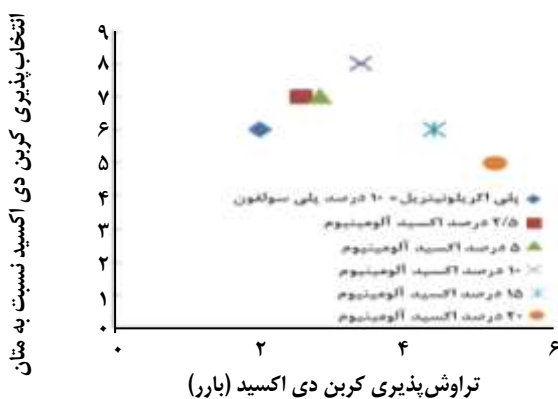 انتخاب‌پذیری کربن دی اکسید نسبت به متان
۹
۸
۷
۶
۵
۴
۳
۲
۱
۰
پلی اکریلونیتریل- ۱۰ درصد پلی سولفون
۲/۵ درصد اکسید آلومینیوم
۵ درصد اکسید آلومینیوم
۱۰ درصد اکسید آلومینیوم
۱۵ درصد اکسید آلومینیوم
۲۰ درصد اکسید آلومینیوم
۰ ۲ ۴ ۶
تراوش‌پذیری کربن دی اکسید (بارر)